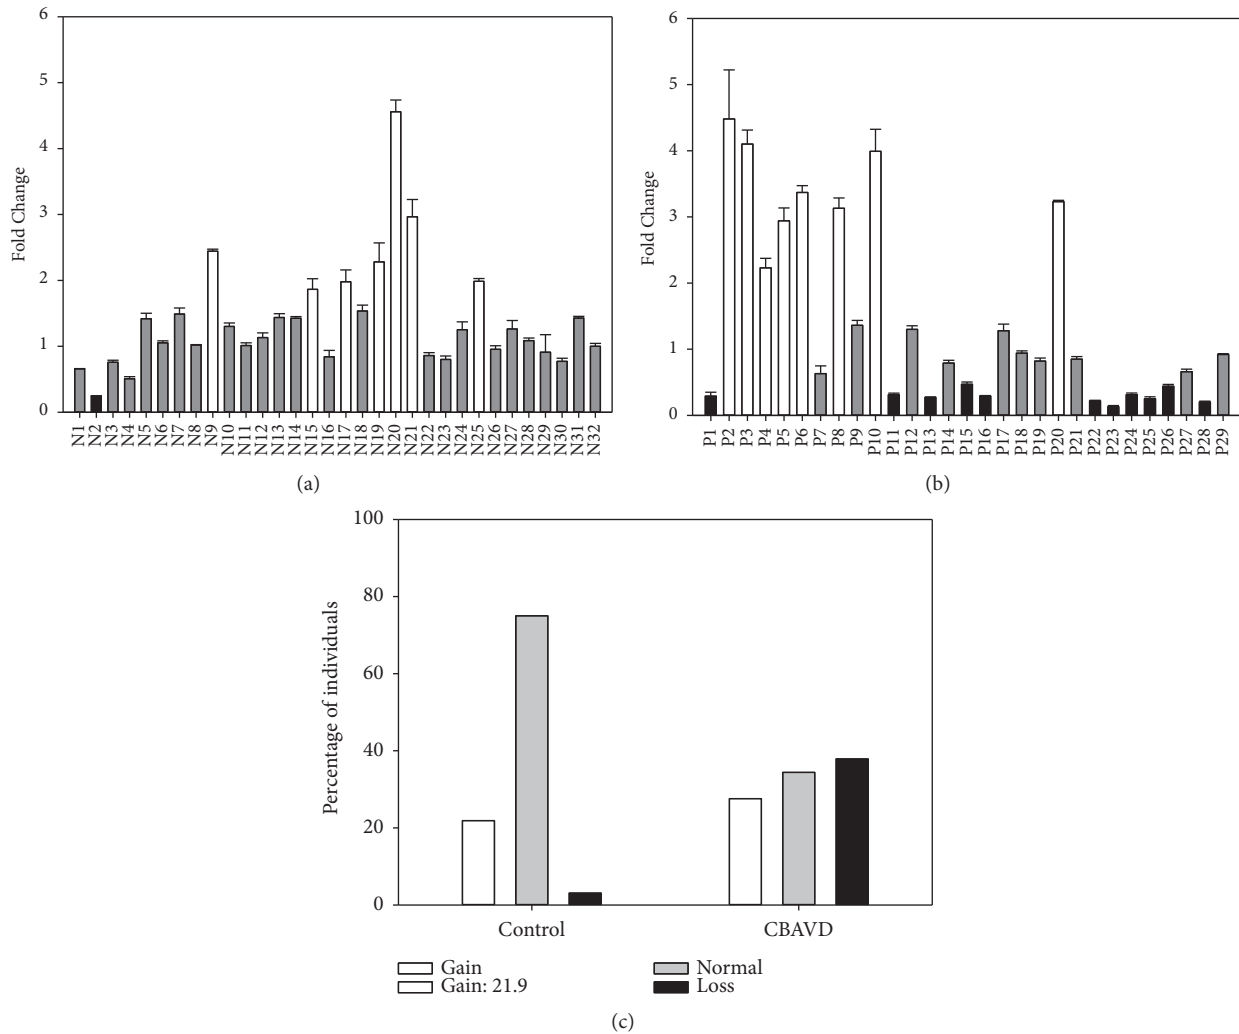 6
5
4
3
2
1
0
Fold Change
N1 N2 N3 N4 N5 N6 N7 N8 N9 N10 N11 N12 N13 N14 N15 N16 N17 N18 N19 N20 N21 N22 N23 N24 N25 N26 N27 N28 N29 N30 N31 N32
(a)
6
5
4
3
2
1
0
Fold Change
P1 P2 P3 P4 P5 P6 P7 P8 P9 P10 P11 P12 P13 P14 P15 P16 P17 P18 P19 P20 P21 P22 P23 P24 P25 P26 P27 P28 P29
(b)
100
80
60
40
20
0
Percentage of individuals
Control CBAVD
Gain
Gain: 21.9
Normal
Loss
(c)